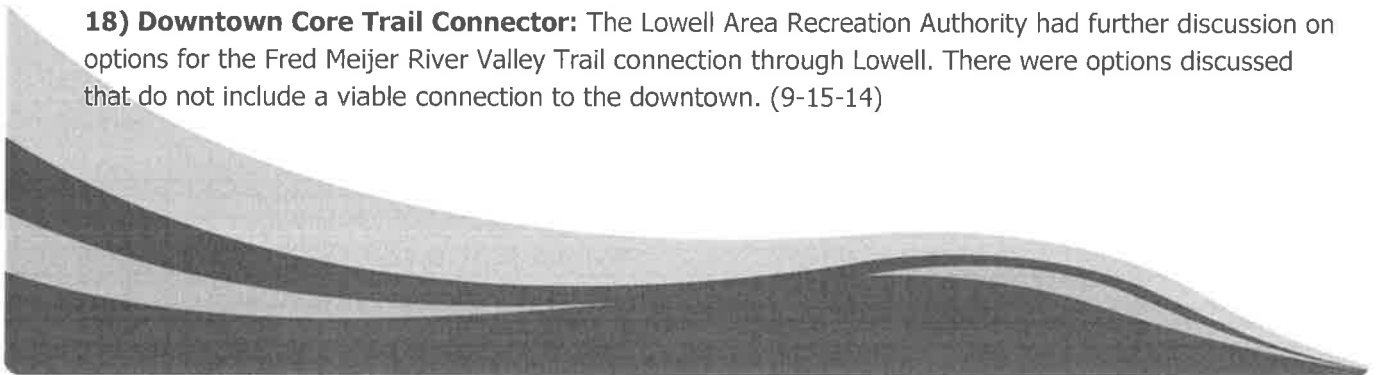 18) Downtown Core Trail Connector: The Lowell Area Recreation Authority had further discussion on
options for the Fred Meijer River Valley Trail connection through Lowell. There were options discussed
that do not include a viable connection to the downtown. (9-15-14)